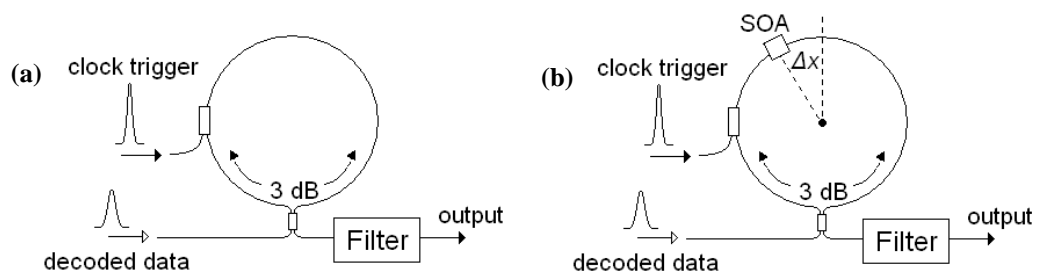 (a)
clock trigger
3 dB
decoded data
Filter
output
(b)
SOA
Δx
clock trigger
3 dB
decoded data
Filter
output